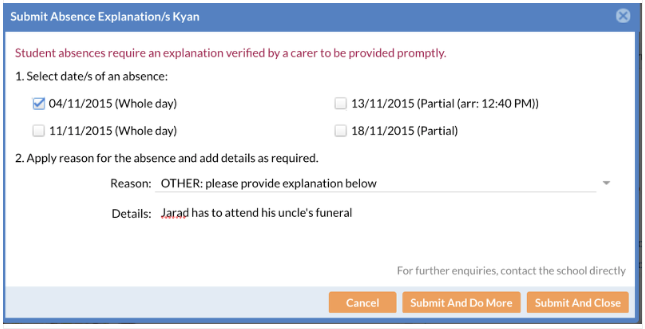 Submit Absence Explanation/s Kyan
Student absences require an explanation verified by a carer to be provided promptly.
1. Select date/s of an absence:
04/11/2015 (Whole day)
13/11/2015 (Partial (arr: 12:40 PM))
11/11/2015 (Whole day)
18/11/2015 (Partial)
2. Apply reason for the absence and add details as required.
Reason: OTHER: please provide explanation below
Details: Jarad has to attend his uncle's funeral
For further enquiries, contact the school directly
Cancel Submit And Do More Submit And Close